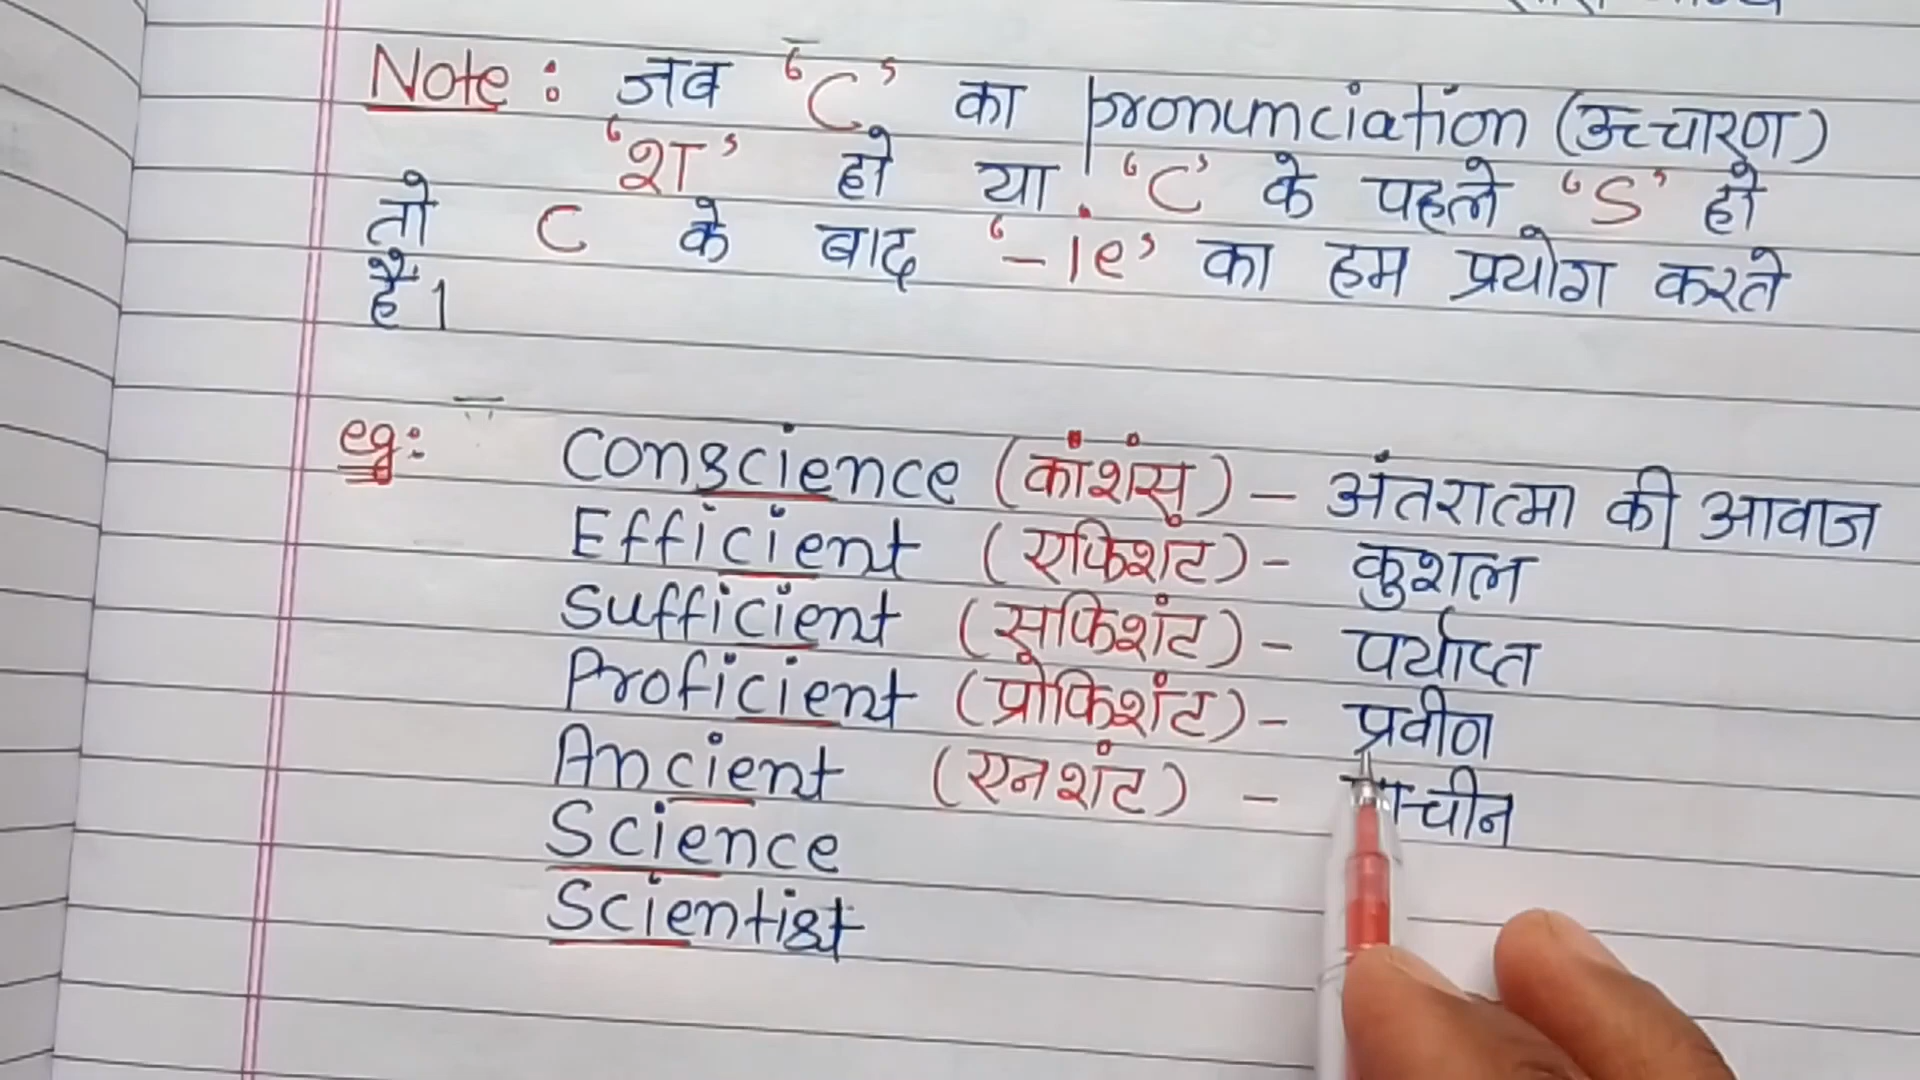 Note : जब 'C' का pronunciation (उच्चारण)
'श' हो या 'C' के पहले 'S' हो
तो C के बाद '-ie' का हम प्रयोग करते
हैं।
eg: Conscience (कांशंस) – अंतरात्मा की आवाज
Efficient (एफिशंट) – कुशल
Sufficient (सूफिशंट) – पर्याप्त
Proficient (प्रोफिशंट) – प्रवीण
Ancient (एनशंट) – प्राचीन
Science
Scientist